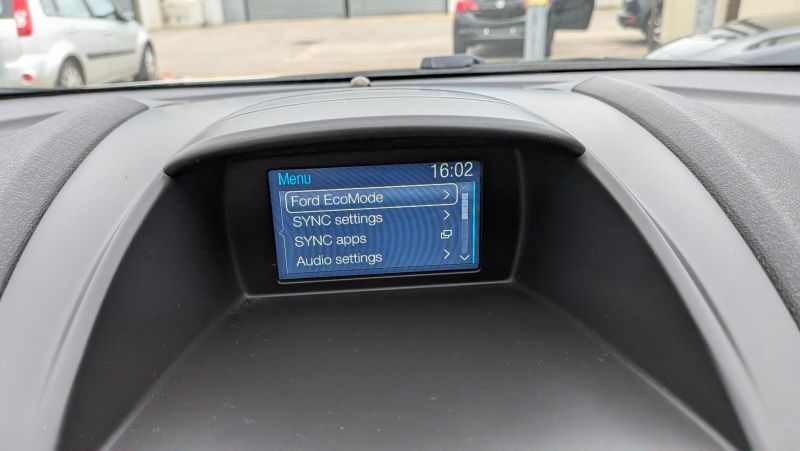 Menu 16:02
Ford EcoMode
SYNC settings
SYNC apps
Audio settings